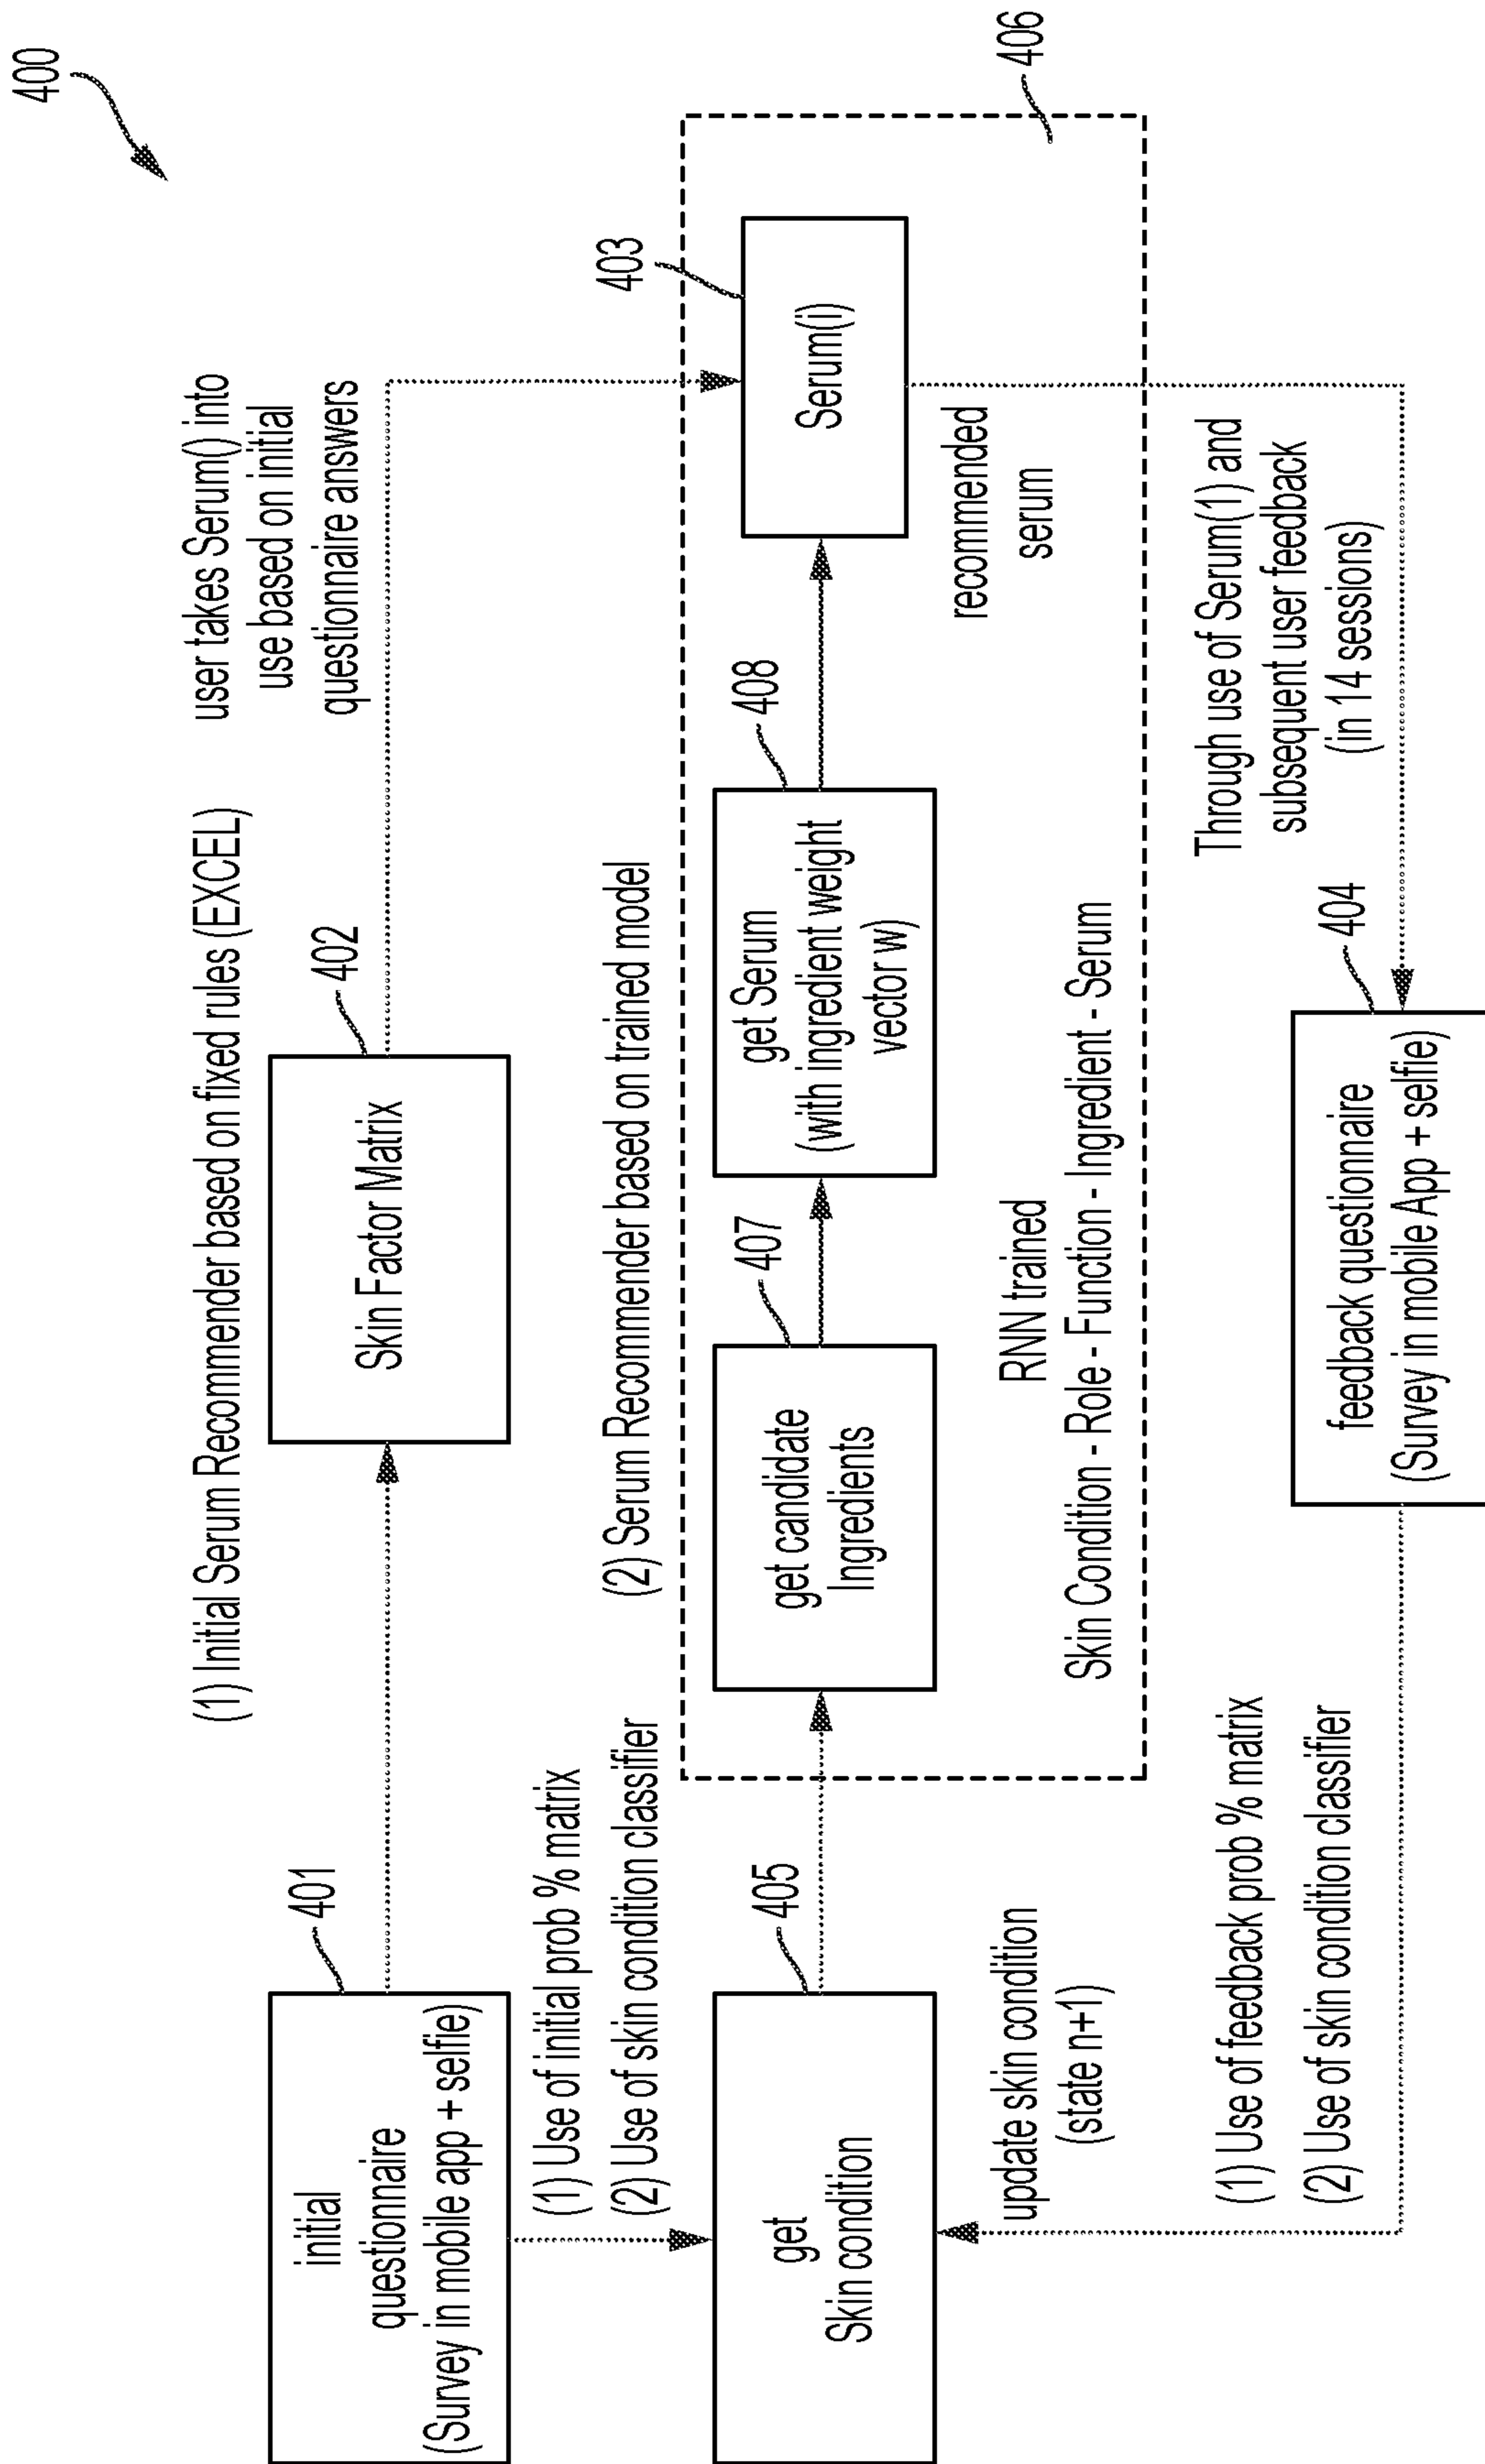 400
(1) Initial Serum Recommender based on fixed rules (EXCEL)
user takes Serum() into
use based on initial
questionnaire answers
401
initial
questionnaire
(Survey in mobile app + selfie)
402
Skin Factor Matrix
(1) Use of initial prob % matrix
(2) Use of skin condition classifier
(2) Serum Recommender based on trained model
403
405
get
Skin condition
407
get candidate
Ingredients
408
get Serum
(with ingredient weight
vector w)
Serum(i)
406
recommended
serum
update skin condition
(state n+1)
RNN trained
Skin Condition - Role - Function - Ingredient - Serum
(1) Use of feedback prob % matrix
(2) Use of skin condition classifier
Through use of Serum(1) and
subsequent user feedback
(in 14 sessions)
404
feedback questionnaire
(Survey in mobile App + selfie)